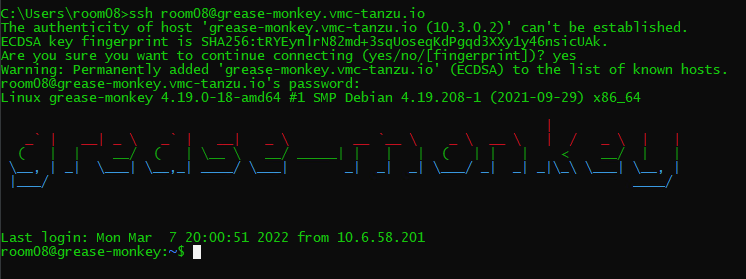 C:\Users\room08>ssh room08@grease-monkey.vmc-tanzu.io
The authenticity of host 'grease-monkey.vmc-tanzu.io (10.3.0.2)' can't be established.
ECDSA key fingerprint is SHA256:tRYEynlrN82md+3sqUoseqKdPgqd3XXy1y46nsicUAk.
Are you sure you want to continue connecting (yes/no/[fingerprint])? yes
Warning: Permanently added 'grease-monkey.vmc-tanzu.io' (ECDSA) to the list of known hosts.
room08@grease-monkey.vmc-tanzu.io's password:
Linux grease-monkey 4.19.0-18-amd64 #1 SMP Debian 4.19.208-1 (2021-09-29) x86_64
grease-monkey
Last login: Mon Mar  7 20:00:51 2022 from 10.6.58.201
room08@grease-monkey:~$